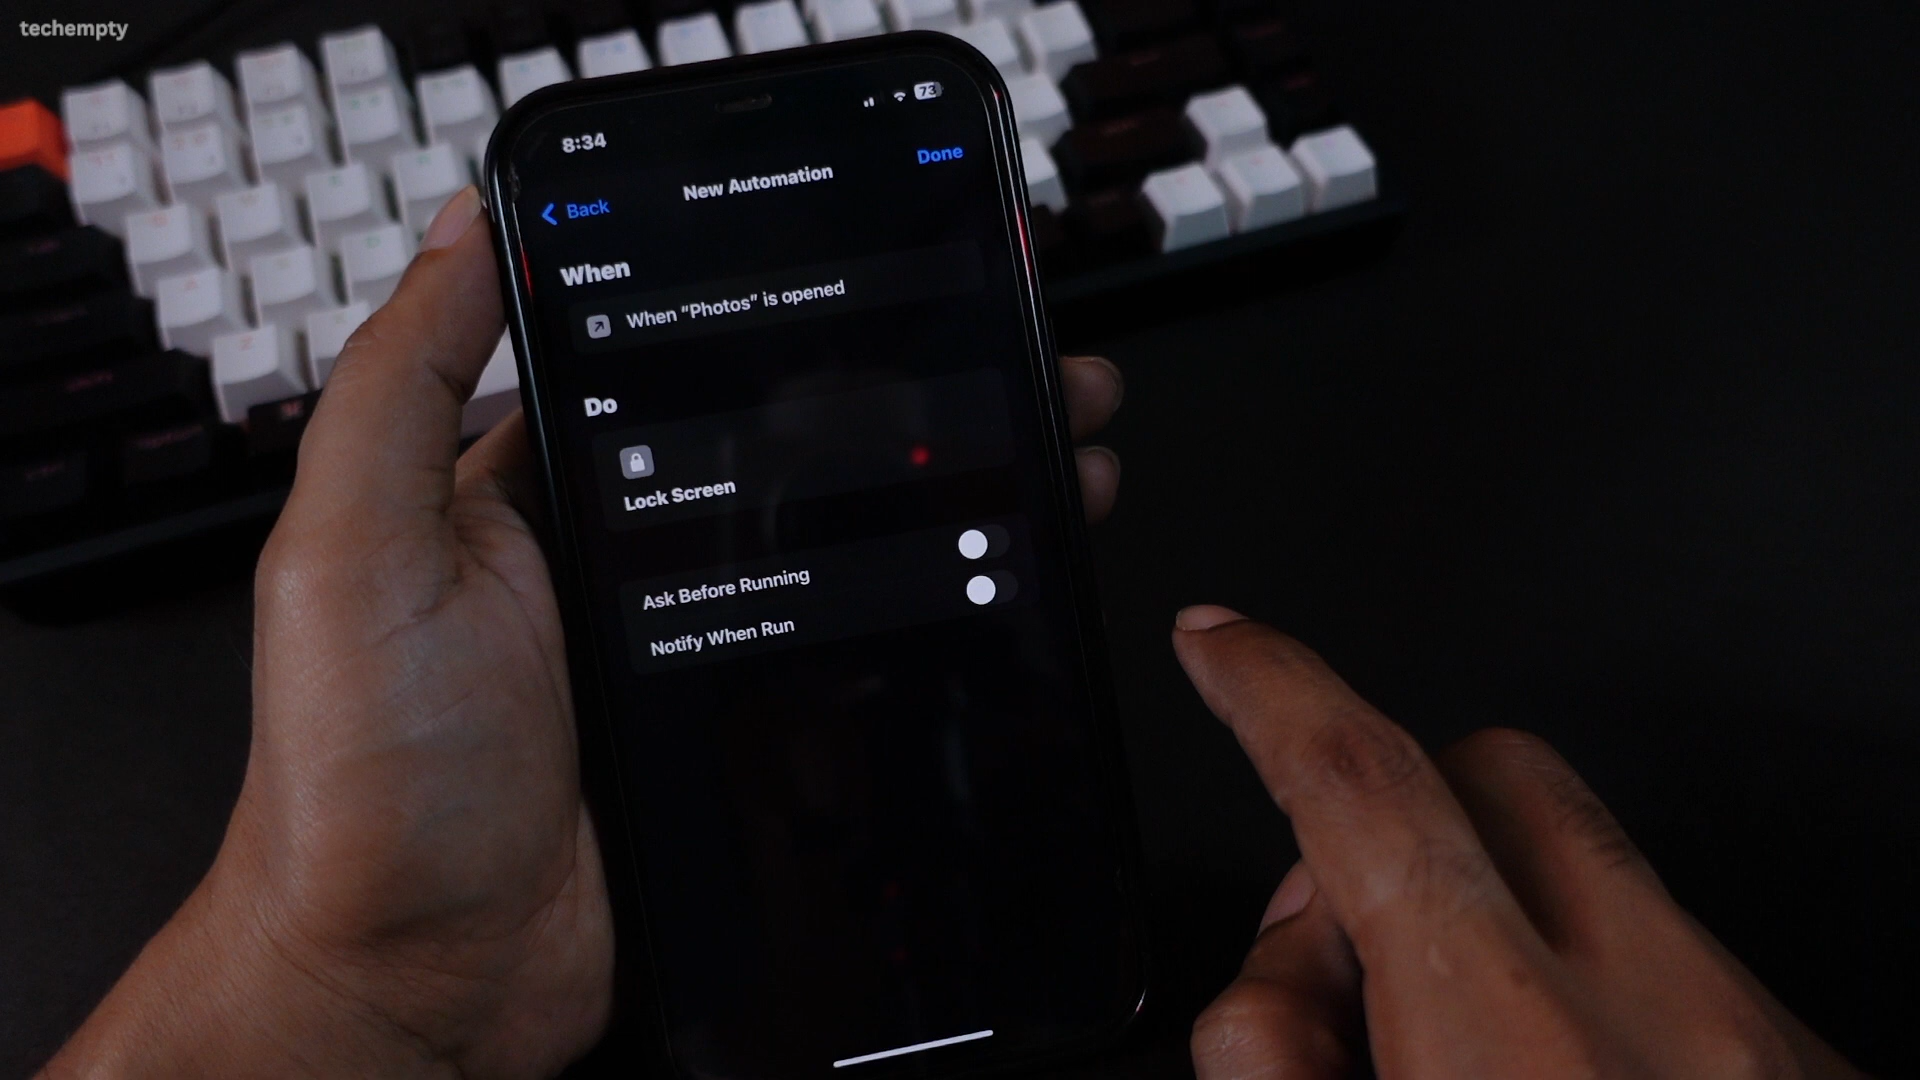 techempty
8:34
73
Back
New Automation
Done
When
When "Photos" is opened
Do
Lock Screen
Ask Before Running
Notify When Run